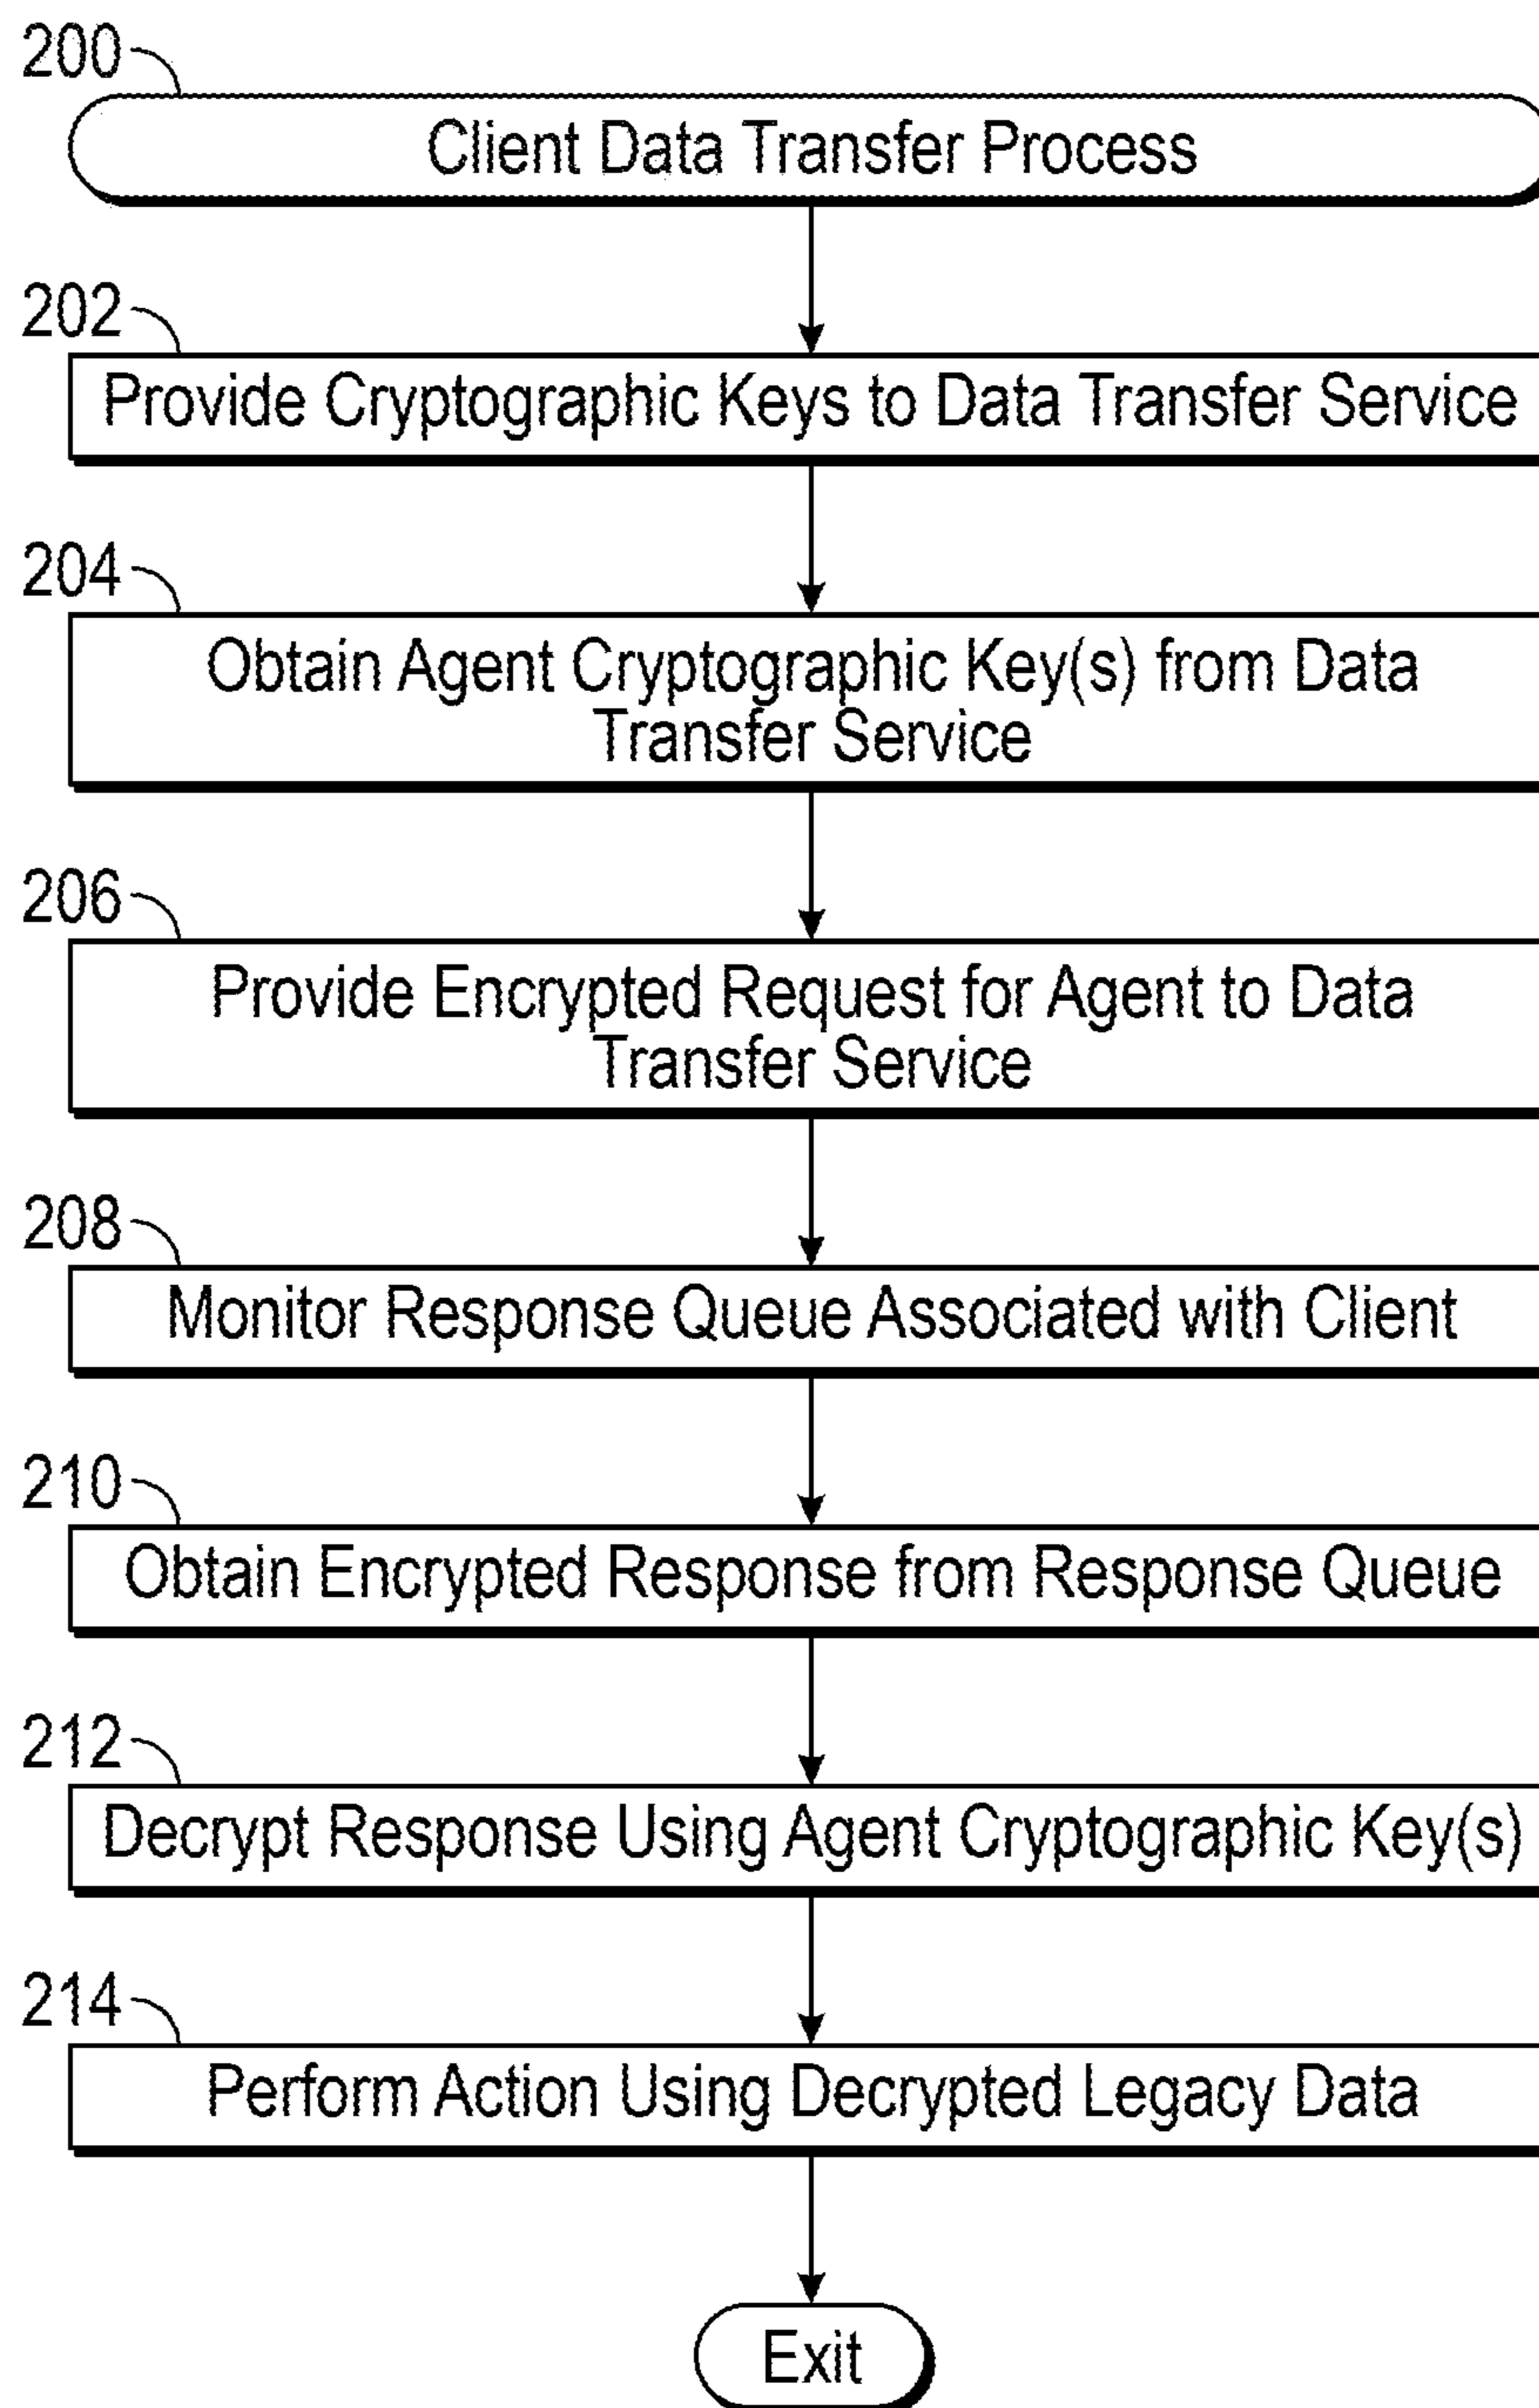 200
Client Data Transfer Process
202
Provide Cryptographic Keys to Data Transfer Service
204
Obtain Agent Cryptographic Key(s) from Data
Transfer Service
206
Provide Encrypted Request for Agent to Data
Transfer Service
208
Monitor Response Queue Associated with Client
210
Obtain Encrypted Response from Response Queue
212
Decrypt Response Using Agent Cryptographic Key(s)
214
Perform Action Using Decrypted Legacy Data
Exit